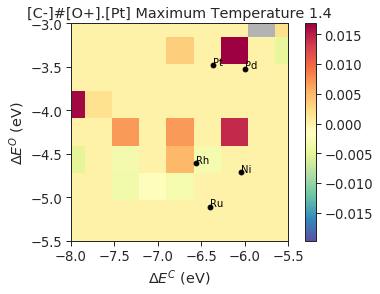 [C-]#[O+].[Pt] Maximum Temperature 1.4
−3.0
−3.5
−4.0
−4.5
−5.0
−5.5
ΔE^O (eV)
Pt
Pd
Rh
Ni
Ru
−8.0 −7.5 −7.0 −6.5 −6.0 −5.5
ΔE^C (eV)
0.015
0.010
0.005
0.000
−0.005
−0.010
−0.015